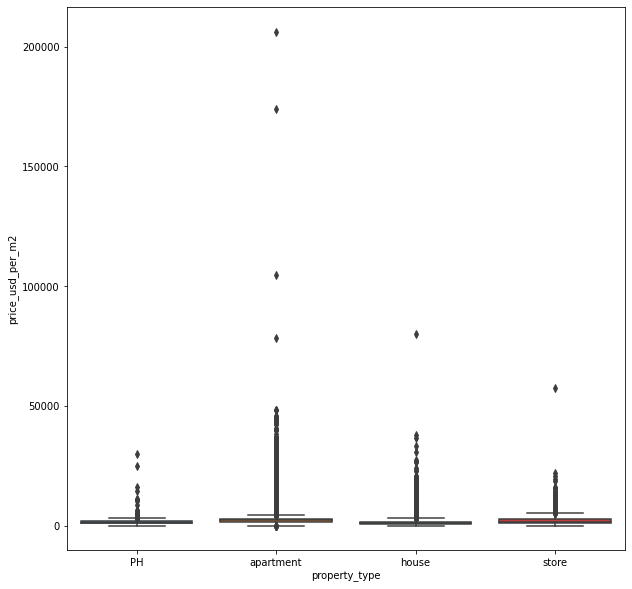 200000
150000
100000
50000
0
price_usd_per_m2
PH apartment house store
property_type